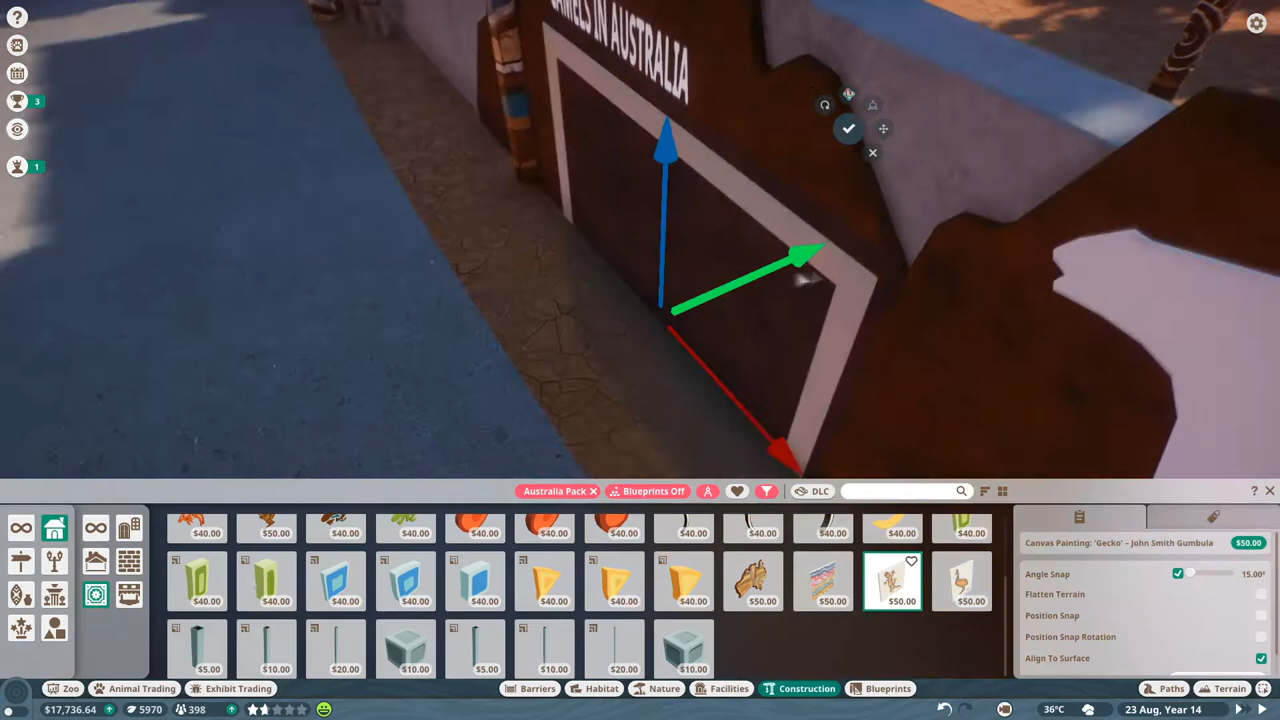 CAMELS IN AUSTRALIA
3
1
Australia Pack ×
Blueprints Off
DLC
? ×
$40.00 $50.00 $40.00 $40.00 $40.00 $40.00 $40.00 $40.00 $40.00 $40.00 $40.00 $40.00
$40.00 $40.00 $40.00 $40.00 $40.00 $40.00 $40.00 $40.00 $50.00 $50.00 $50.00 $50.00
$5.00 $10.00 $20.00 $10.00 $5.00 $10.00 $20.00 $10.00
Canvas Painting: 'Gecko' – John Smith Gumbula $50.00
Angle Snap 15.00°
Flatten Terrain
Position Snap
Position Snap Rotation
Align To Surface
Zoo Animal Trading Exhibit Trading Barriers Habitat Nature Facilities Construction Blueprints Paths Terrain
$17,736.64 5970 398 36°C 23 Aug, Year 14